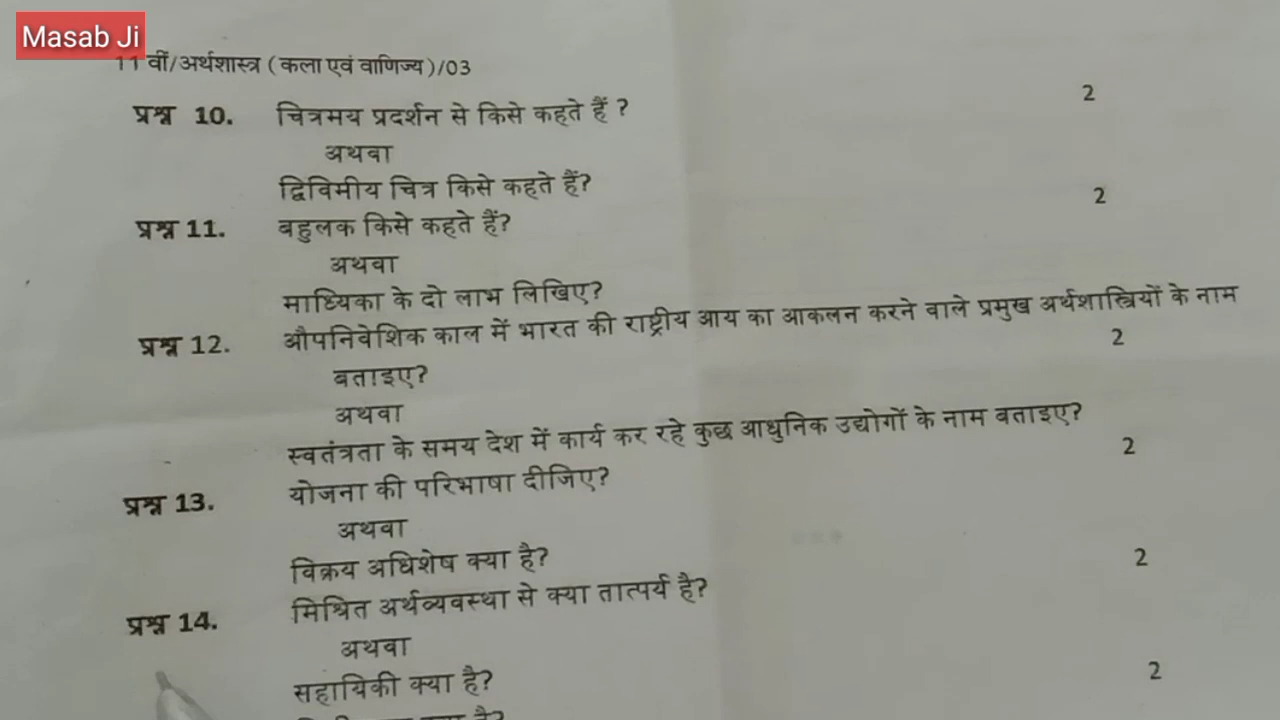 Masab Ji
11 वीं/अर्थशास्त्र (कला एवं वाणिज्य)/03
प्रश्न 10. चित्रमय प्रदर्शन से किसे कहते हैं ? 2
अथवा
द्विविमीय चित्र किसे कहते हैं?
प्रश्न 11. बहुलक किसे कहते हैं? 2
अथवा
माध्यिका के दो लाभ लिखिए?
प्रश्न 12. औपनिवेशिक काल में भारत की राष्ट्रीय आय का आकलन करने वाले प्रमुख अर्थशास्त्रियों के नाम
बताइए? 2
अथवा
स्वतंत्रता के समय देश में कार्य कर रहे कुछ आधुनिक उद्योगों के नाम बताइए?
प्रश्न 13. योजना की परिभाषा दीजिए? 2
अथवा
विक्रय अधिशेष क्या है?
प्रश्न 14. मिश्रित अर्थव्यवस्था से क्या तात्पर्य है? 2
अथवा
सहायिकी क्या है?
2